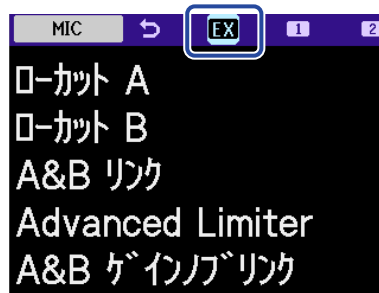 MIC EX 1 2
ローカット A
ローカット B
A&B リンク
Advanced Limiter
A&B ゲインノブリンク